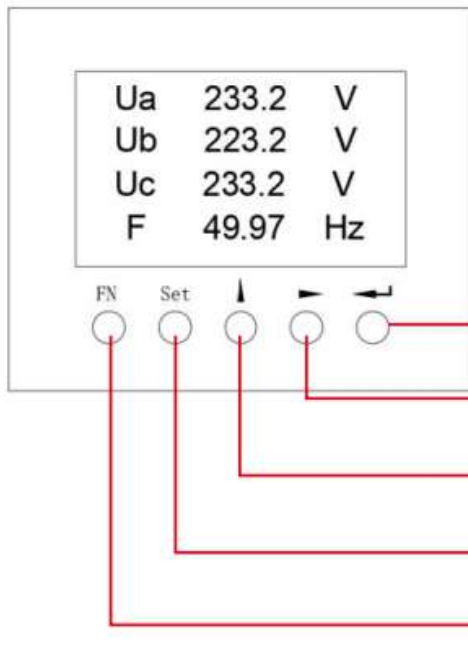 Ua 233.2 V
Ub 223.2 V
Uc 233.2 V
F 49.97 Hz
FN Set